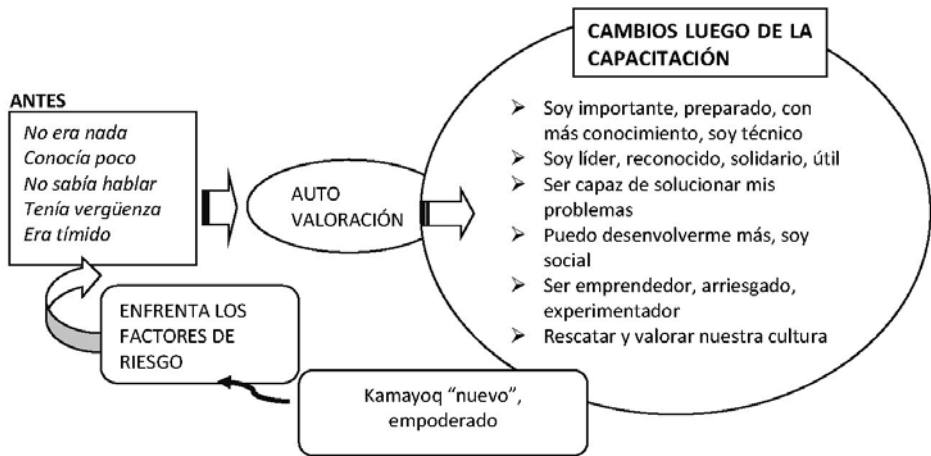 ANTES
No era nada
Conocía poco
No sabía hablar
Tenía vergüenza
Era tímido
AUTO
VALORACIÓN
CAMBIOS LUEGO DE LA
CAPACITACIÓN
➢ Soy importante, preparado, con
más conocimiento, soy técnico
➢ Soy líder, reconocido, solidario, útil
➢ Ser capaz de solucionar mis
problemas
➢ Puedo desenvolverme más, soy
social
➢ Ser emprendedor, arriesgado,
experimentador
➢ Rescatar y valorar nuestra cultura
ENFRENTA LOS
FACTORES DE
RIESGO
Kamayoq “nuevo”,
empoderado